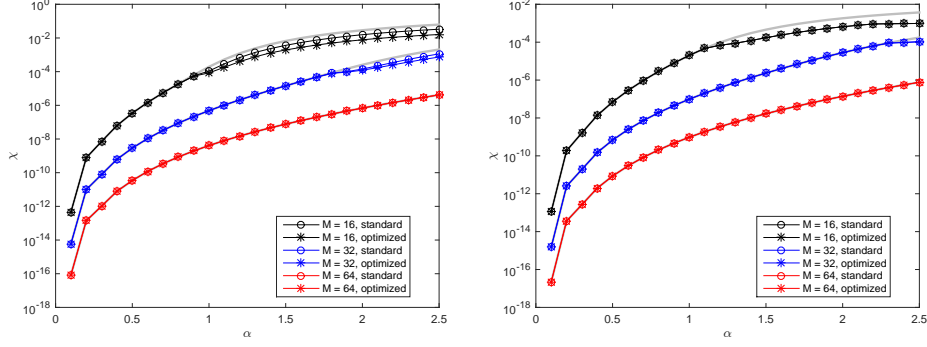 10^0
10^-2
10^-4
10^-6
10^-8
10^-10
10^-12
10^-14
10^-16
10^-18
χ
0 0.5 1 1.5 2 2.5
α
M = 16, standard
M = 16, optimized
M = 32, standard
M = 32, optimized
M = 64, standard
M = 64, optimized
10^-2
10^-4
10^-6
10^-8
10^-10
10^-12
10^-14
10^-16
10^-18
χ
0 0.5 1 1.5 2 2.5
α
M = 16, standard
M = 16, optimized
M = 32, standard
M = 32, optimized
M = 64, standard
M = 64, optimized